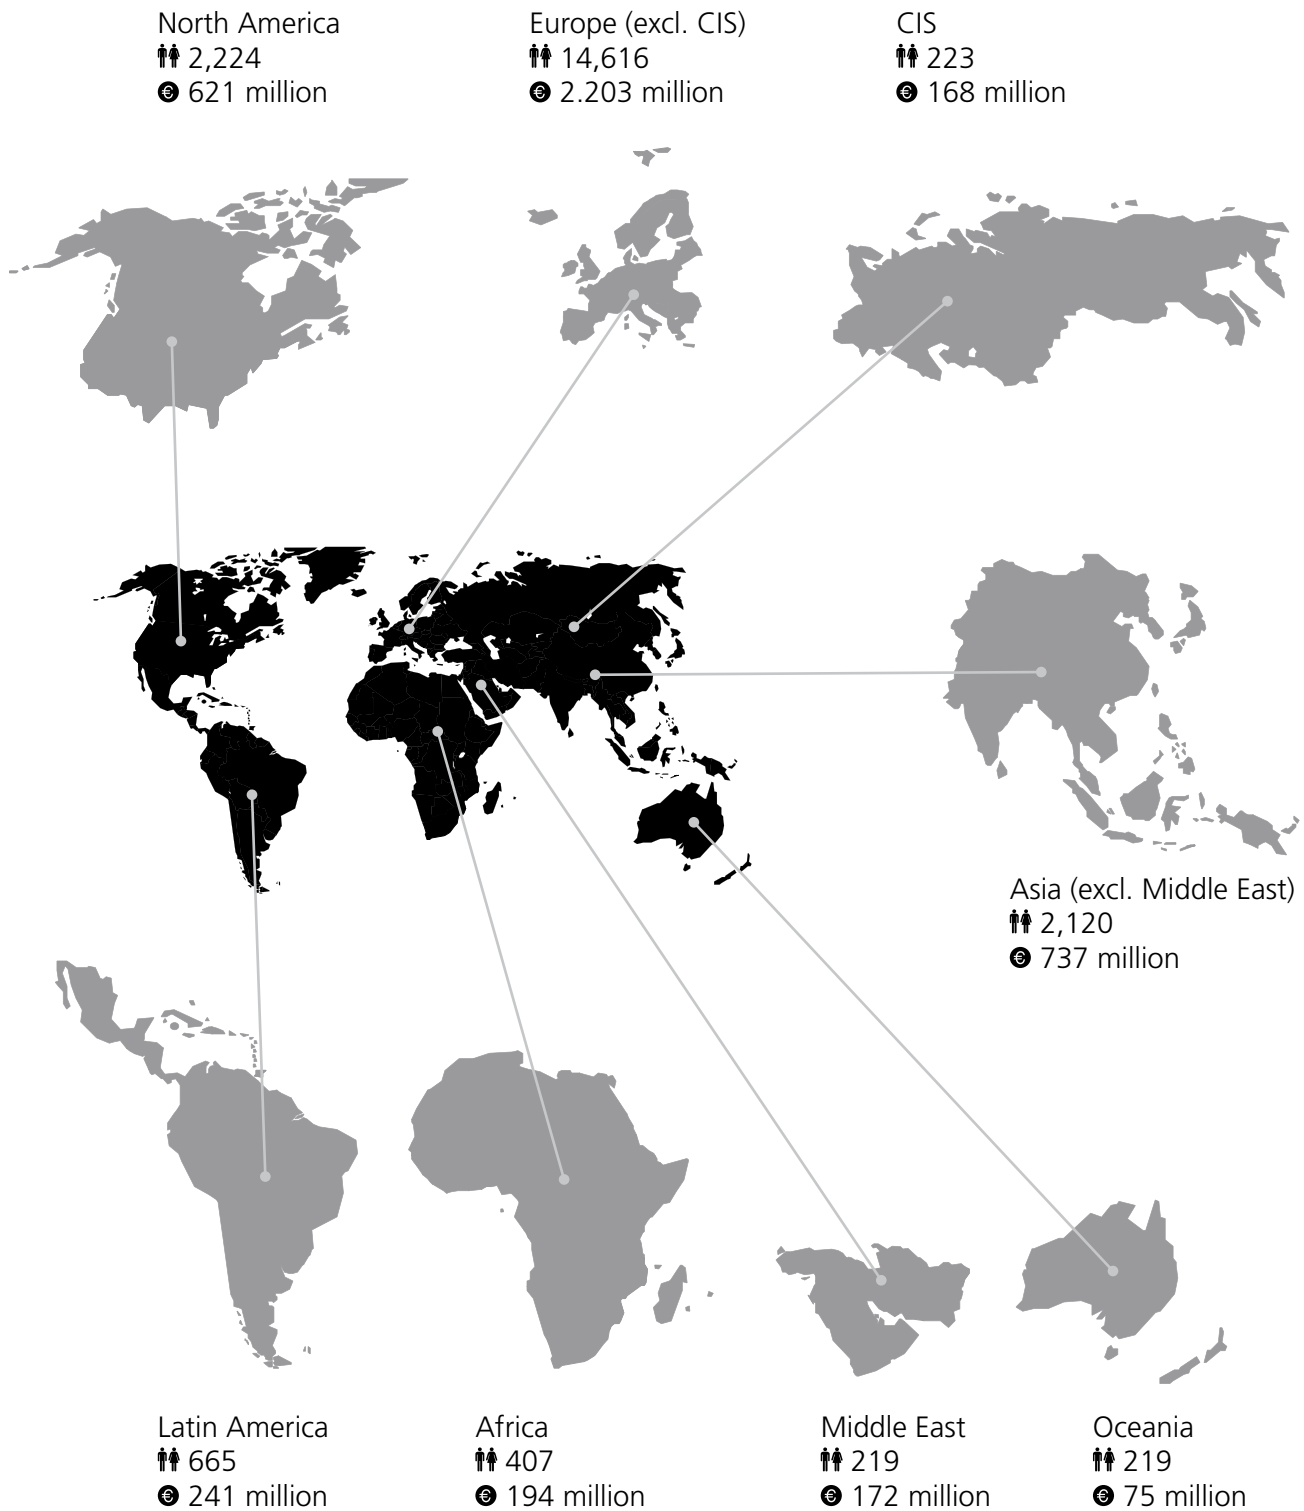 North America
2,224
€ 621 million
Europe (excl. CIS)
14,616
€ 2.203 million
CIS
223
€ 168 million
Asia (excl. Middle East)
2,120
€ 737 million
Latin America
665
€ 241 million
Africa
407
€ 194 million
Middle East
219
€ 172 million
Oceania
219
€ 75 million